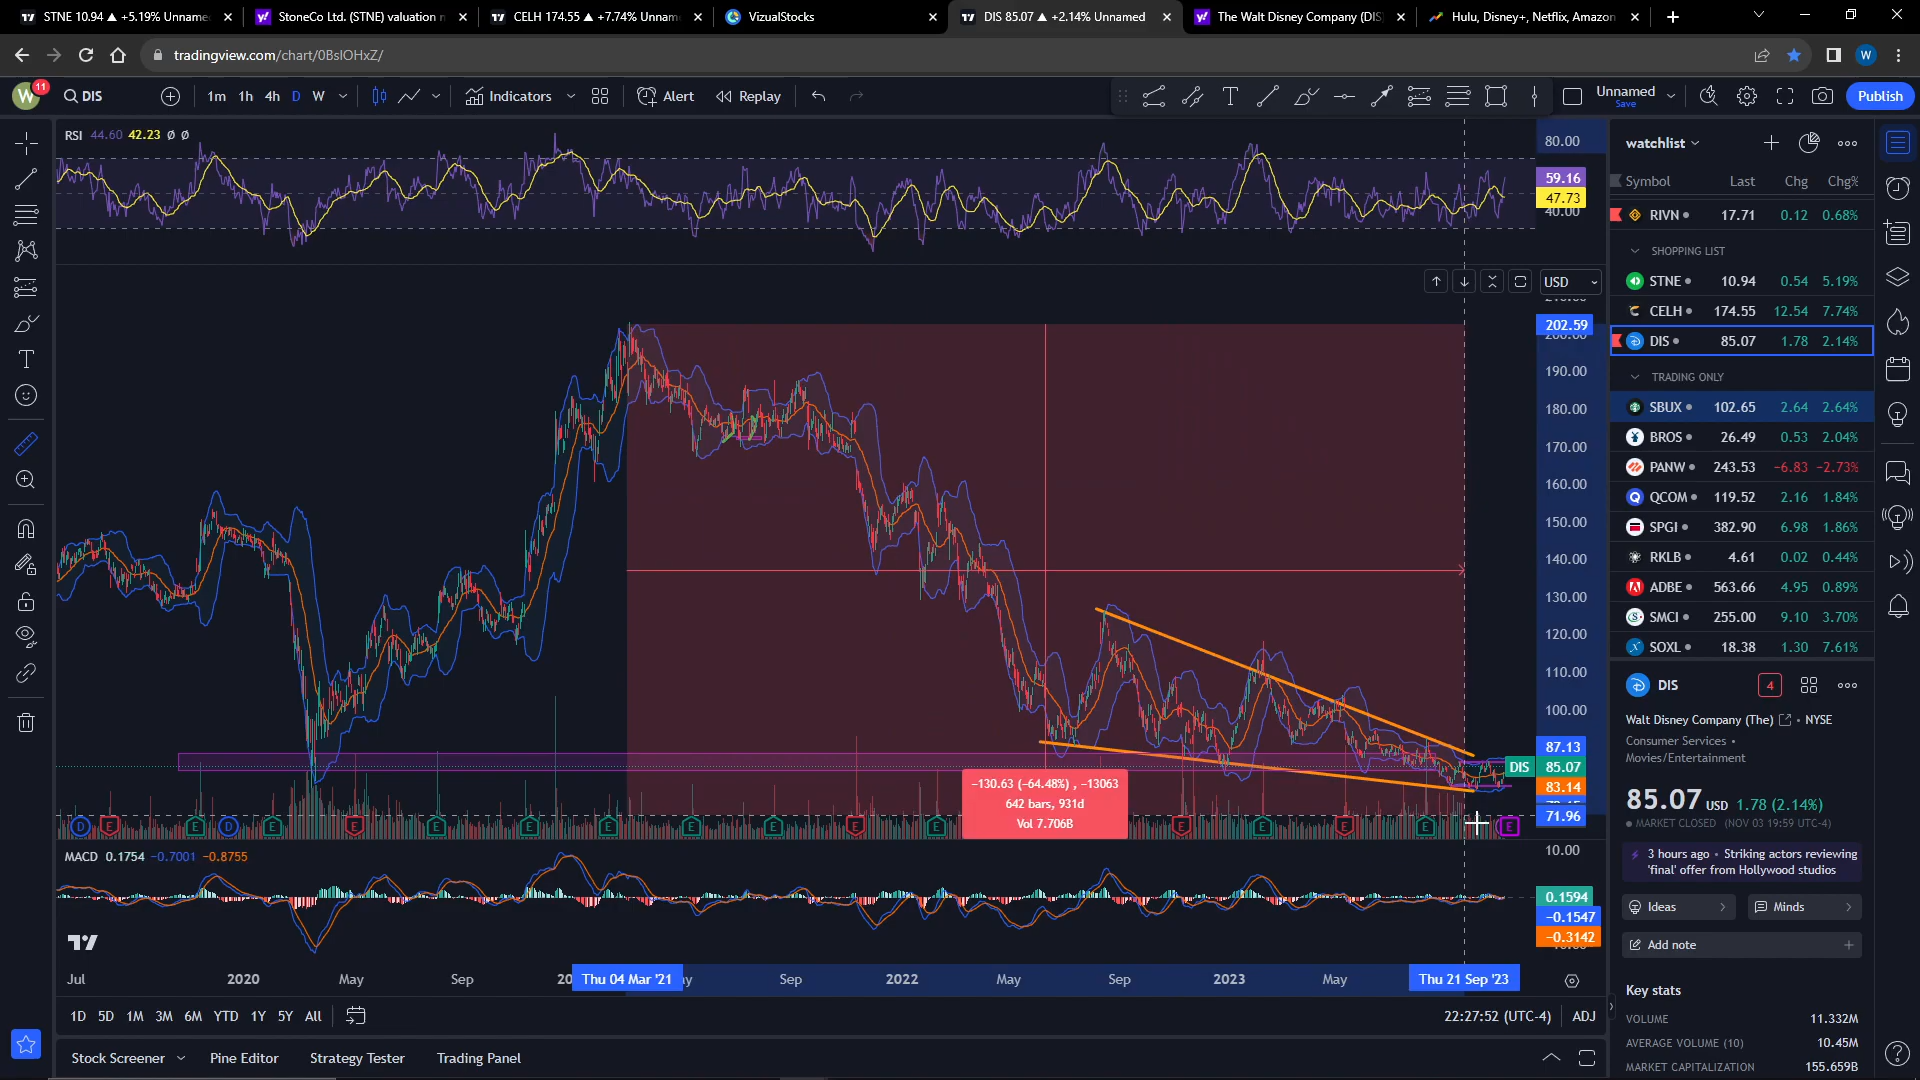 STNE 10.94 ▲ +5.19% Unname
StoneCo Ltd. (STNE) valuation
CELH 174.55 ▲ +7.74% Unnam
VizualStocks
DIS 85.07 ▲ +2.14% Unnamed
The Walt Disney Company (DIS
Hulu, Disney+, Netflix, Amazon
tradingview.com/chart/0BslOHxZ/
W
W
11
DIS
1m
1h
4h
D
W
Indicators
Alert
Replay
Unnamed
Save
Publish
RSI 44.60 42.23 Ø Ø
80.00
59.16
47.73
40.00
USD
202.59
200.00
190.00
180.00
170.00
160.00
150.00
140.00
130.00
120.00
110.00
100.00
87.13
DIS 85.07
83.14
71.96
−130.63 (−64.48%) , −13063
642 bars, 931d
Vol 7.706B
MACD 0.1754 −0.7001 −0.8755
10.00
0.1594
−0.1547
−0.3142
Jul
2020
May
Sep
20
Thu 04 Mar '21
Sep
2022
May
Sep
2023
May
Thu 21 Sep '23
1D 5D 1M 3M 6M YTD 1Y 5Y All
22:27:52 (UTC-4)
ADJ
Stock Screener
Pine Editor
Strategy Tester
Trading Panel
watchlist
Symbol Last Chg Chg%
RIVN 17.71 0.12 0.68%
SHOPPING LIST
STNE 10.94 0.54 5.19%
CELH 174.55 12.54 7.74%
DIS 85.07 1.78 2.14%
TRADING ONLY
SBUX 102.65 2.64 2.64%
BROS 26.49 0.53 2.04%
PANW 243.53 −6.83 −2.73%
QCOM 119.52 2.16 1.84%
SPGI 382.90 6.98 1.86%
RKLB 4.61 0.02 0.44%
ADBE 563.66 4.95 0.89%
SMCI 255.00 9.10 3.70%
SOXL 18.38 1.30 7.61%
DIS
4
Walt Disney Company (The) • NYSE
Consumer Services •
Movies/Entertainment
85.07 USD 1.78 (2.14%)
MARKET CLOSED (NOV 03 19:59 UTC-4)
3 hours ago • Striking actors reviewing
'final' offer from Hollywood studios
Ideas
Minds
Add note
Key stats
VOLUME 11.332M
AVERAGE VOLUME (10) 10.45M
MARKET CAPITALIZATION 155.659B